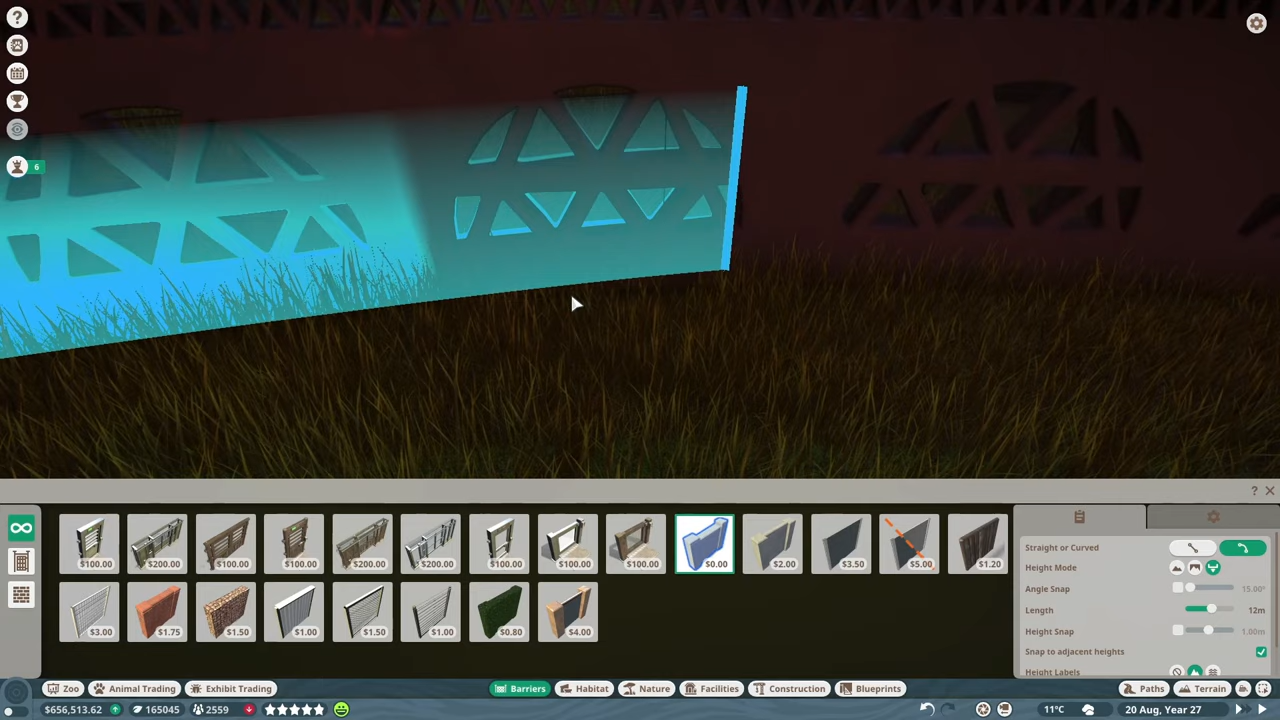 ?
6
? ×
$100.00 $200.00 $100.00 $100.00 $200.00 $200.00 $100.00 $100.00 $100.00 $0.00 $2.00 $3.50 $5.00 $1.20
$3.00 $1.75 $1.50 $1.00 $1.50 $1.00 $0.80 $4.00
Straight or Curved
Height Mode
Angle Snap 15.00°
Length 12m
Height Snap 1.00m
Snap to adjacent heights
Height Labels
Zoo Animal Trading Exhibit Trading Barriers Habitat Nature Facilities Construction Blueprints Paths Terrain
$656,513.62 165045 2559 11°C 20 Aug, Year 27